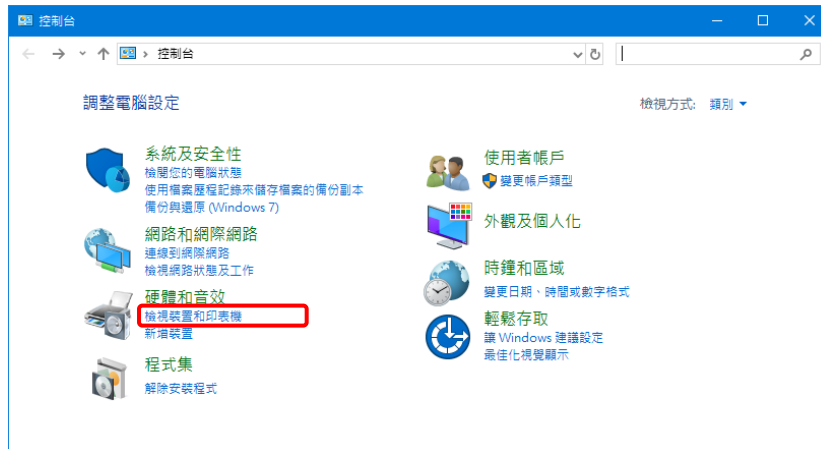 控制台
控制台
調整電腦設定
檢視方式: 類別
系統及安全性
檢閱您的電腦狀態
使用檔案歷程記錄來儲存檔案的備份副本
備份與還原 (Windows 7)
網路和網際網路
連線到網際網路
檢視網路狀態及工作
硬體和音效
檢視裝置和印表機
新增裝置
程式集
解除安裝程式
使用者帳戶
變更帳戶類型
外觀及個人化
時鐘和區域
變更日期、時間或數字格式
輕鬆存取
讓 Windows 建議設定
最佳化視覺顯示